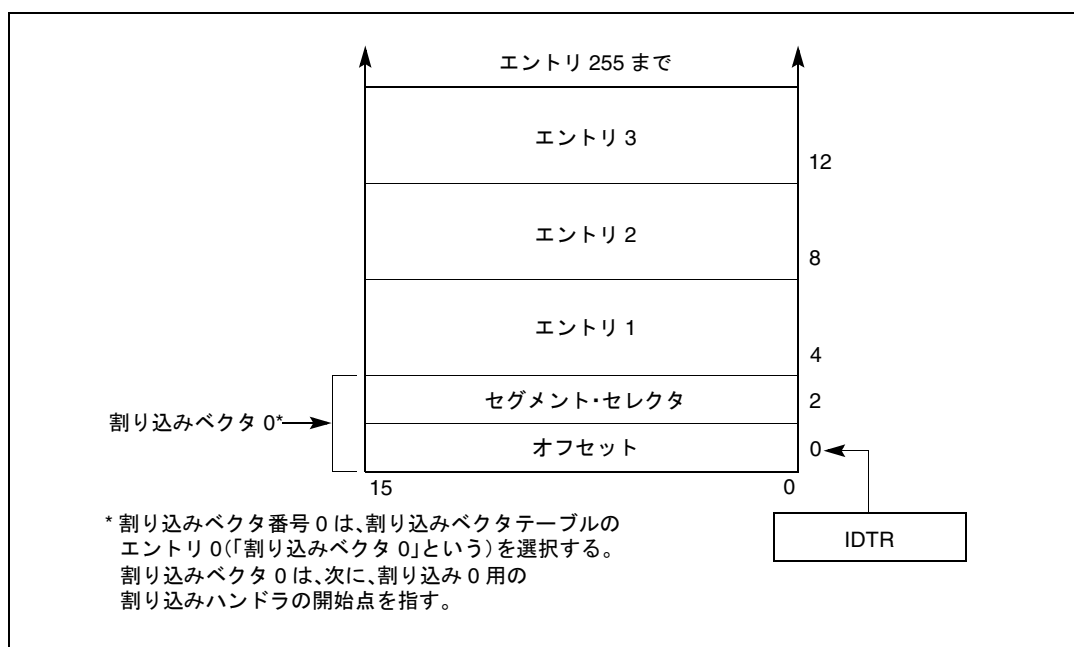 エントリ 255 まで
エントリ 3
12
エントリ 2
8
エントリ 1
4
セグメント・セレクタ
2
割り込みベクタ 0*
オフセット
0
15
0
* 割り込みベクタ番号 0 は、割り込みベクタテーブルの
エントリ 0(「割り込みベクタ 0」という)を選択する。
割り込みベクタ 0 は、次に、割り込み 0 用の
割り込みハンドラの開始点を指す。
IDTR